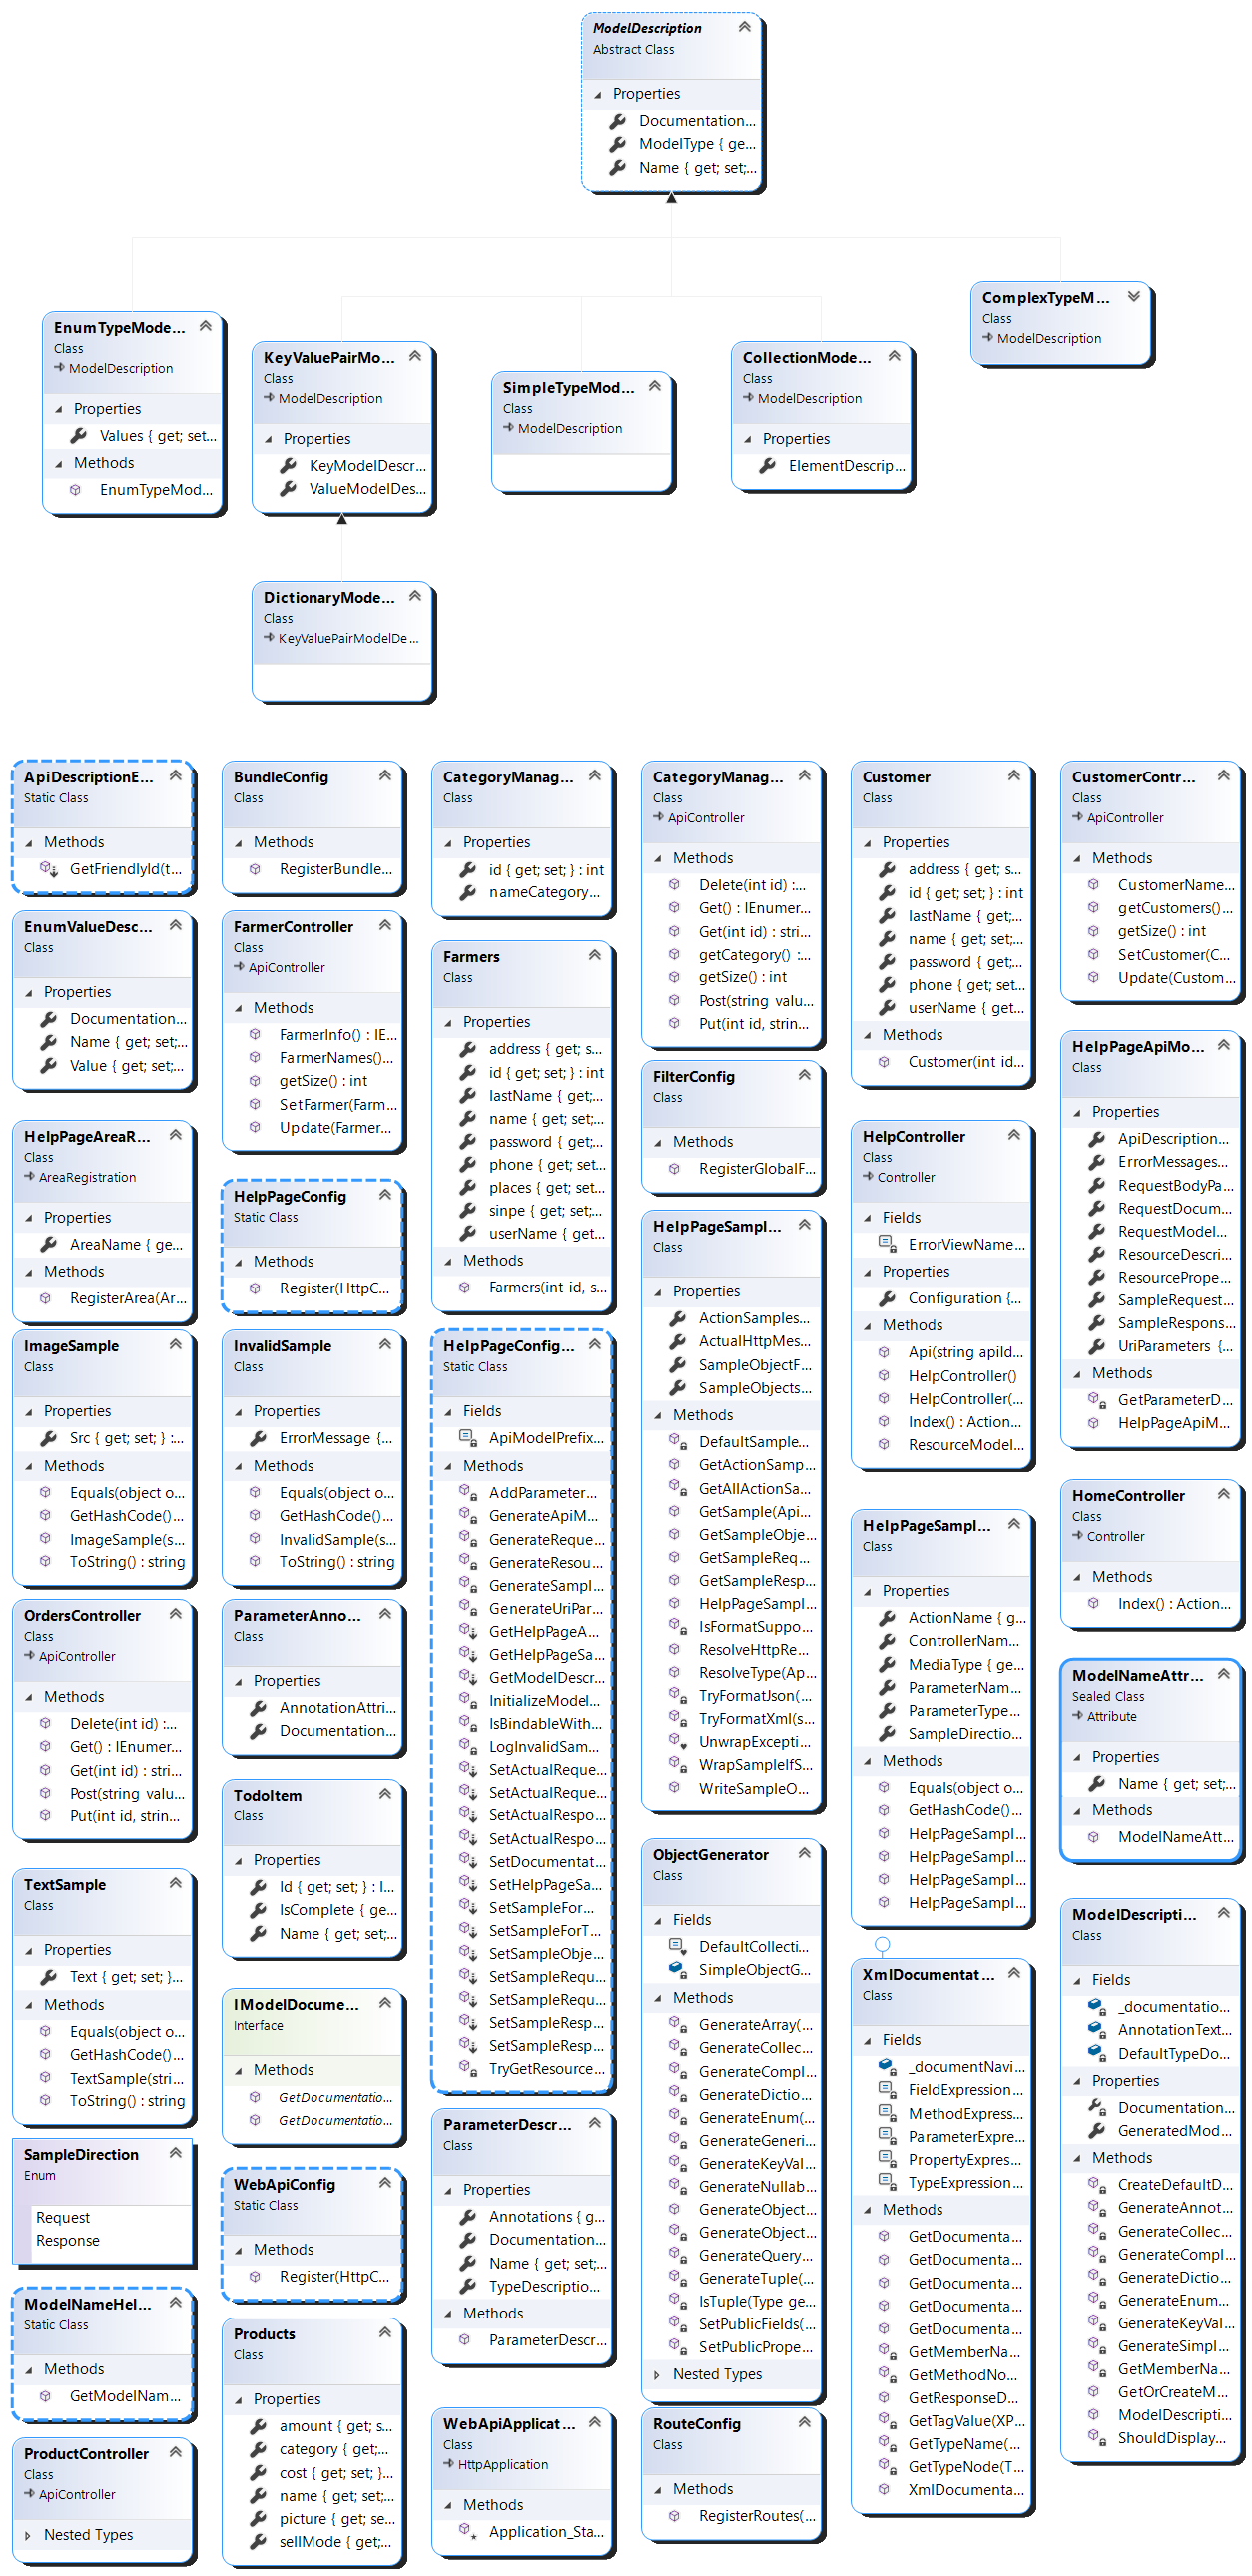 ModelDescription
Abstract Class
Properties
Documentation...
ModelType { ge...
Name { get; set;...
EnumTypeMode...
Class
ModelDescription
Properties
Values { get; set...
Methods
EnumTypeMod...
KeyValuePairMo...
Class
ModelDescription
Properties
KeyModelDescr...
ValueModelDes...
SimpleTypeMod...
Class
ModelDescription
CollectionMode...
Class
ModelDescription
Properties
ElementDescrip...
ComplexTypeM...
Class
ModelDescription
DictionaryMode...
Class
KeyValuePairModelDe...
ApiDescriptionE...
Static Class
Methods
GetFriendlyId(t...
EnumValueDesc...
Class
Properties
Documentation...
Name { get; set;...
Value { get; set;...
HelpPageAreaR...
Class
AreaRegistration
Properties
AreaName { ge...
Methods
RegisterArea(Ar...
ImageSample
Class
Properties
Src { get; set; } :...
Methods
Equals(object o...
GetHashCode()...
ImageSample(s...
ToString() : string
OrdersController
Class
ApiController
Methods
Delete(int id) :...
Get() : IEnumer...
Get(int id) : stri...
Post(string valu...
Put(int id, strin...
TextSample
Class
Properties
Text { get; set; }...
Methods
Equals(object o...
GetHashCode()...
TextSample(stri...
ToString() : string
SampleDirection
Enum
Request
Response
ModelNameHel...
Static Class
Methods
GetModelNam...
ProductController
Class
ApiController
Nested Types
BundleConfig
Class
Methods
RegisterBundle...
FarmerController
Class
ApiController
Methods
FarmerInfo() : IE...
FarmerNames()...
getSize() : int
SetFarmer(Farm...
Update(Farmer...
HelpPageConfig
Static Class
Methods
Register(HttpC...
InvalidSample
Class
Properties
ErrorMessage {...
Methods
Equals(object o...
GetHashCode()...
InvalidSample(s...
ToString() : string
ParameterAnno...
Class
Properties
AnnotationAttri...
Documentation...
TodoItem
Class
Properties
Id { get; set; } : l...
IsComplete { ge...
Name { get; set;...
IModelDocume...
Interface
Methods
GetDocumentatio...
GetDocumentatio...
WebApiConfig
Static Class
Methods
Register(HttpC...
Products
Class
Properties
amount { get; s...
category { get;...
cost { get; set; }...
name { get; set;...
picture { get; se...
sellMode { get;...
CategoryManag...
Class
Properties
id { get; set; } : int
nameCategory...
Farmers
Class
Properties
address { get; s...
id { get; set; } : int
lastName { get;...
name { get; set;...
password { get;...
phone { get; set...
places { get; set...
sinpe { get; set;...
userName { get...
Methods
Farmers(int id, s...
HelpPageConfig...
Static Class
Fields
ApiModelPrefix...
Methods
AddParameter...
GenerateApiM...
GenerateReque...
GenerateResou...
GenerateSampl...
GenerateUriPar...
GetHelpPageA...
GetHelpPageSa...
GetModelDescr...
InitializeModel...
IsBindableWith...
LogInvalidSam...
SetActualReque...
SetActualReque...
SetActualRespo...
SetActualRespo...
SetDocumentat...
SetHelpPageSa...
SetSampleFor...
SetSampleForT...
SetSampleObje...
SetSampleRequ...
SetSampleRequ...
SetSampleResp...
SetSampleResp...
TryGetResource...
ParameterDescr...
Class
Properties
Annotations { g...
Documentation...
Name { get; set;...
TypeDescriptio...
Methods
ParameterDescr...
WebApiApplicat...
Class
HttpApplication
Methods
Application_Sta...
CategoryManag...
Class
ApiController
Methods
Delete(int id) :...
Get() : IEnumer...
Get(int id) : stri...
getCategory() :...
getSize() : int
Post(string valu...
Put(int id, strin...
FilterConfig
Class
Methods
RegisterGlobalF...
HelpPageSampl...
Class
Properties
ActionSamples...
ActualHttpMes...
SampleObjectF...
SampleObjects...
Methods
DefaultSample...
GetActionSamp...
GetAllActionSa...
GetSample(Api...
GetSampleObje...
GetSampleReq...
GetSampleResp...
HelpPageSampl...
IsFormatSuppo...
ResolveHttpRe...
ResolveType(Ap...
TryFormatJson(...
TryFormatXml(s...
UnwrapExcepti...
WrapSampleIfS...
WriteSampleO...
ObjectGenerator
Class
Fields
DefaultCollecti...
SimpleObjectG...
Methods
GenerateArray(...
GenerateCollec...
GenerateCompl...
GenerateDictio...
GenerateEnum(...
GenerateGeneri...
GenerateKeyVal...
GenerateNullab...
GenerateObject...
GenerateObject...
GenerateQuery...
GenerateTuple(...
IsTuple(Type ge...
SetPublicFields(...
SetPublicPrope...
Nested Types
RouteConfig
Class
Methods
RegisterRoutes(...
Customer
Class
Properties
address { get; s...
id { get; set; } : int
lastName { get;...
name { get; set;...
password { get;...
phone { get; set...
userName { get...
Methods
Customer(int id...
HelpController
Class
Controller
Fields
ErrorViewName...
Properties
Configuration {...
Methods
Api(string apiId...
HelpController()
HelpController(...
Index() : Action...
ResourceModel...
HelpPageSampl...
Class
Properties
ActionName { g...
ControllerNam...
MediaType { ge...
ParameterNam...
ParameterType...
SampleDirectio...
Methods
Equals(object o...
GetHashCode()...
HelpPageSampl...
HelpPageSampl...
HelpPageSampl...
HelpPageSampl...
XmlDocumentat...
Class
Fields
_documentNavi...
FieldExpression...
MethodExpress...
ParameterExpre...
PropertyExpres...
TypeExpression...
Methods
GetDocumenta...
GetDocumenta...
GetDocumenta...
GetDocumenta...
GetDocumenta...
GetMemberNa...
GetMethodNo...
GetResponseD...
GetTagValue(XP...
GetTypeName(...
GetTypeNode(T...
XmlDocumenta...
CustomerContr...
Class
ApiController
Methods
CustomerName...
getCustomers()...
getSize() : int
SetCustomer(C...
Update(Custom...
HelpPageApiMo...
Class
Properties
ApiDescription...
ErrorMessages...
RequestBodyPa...
RequestDocum...
RequestModel...
ResourceDescri...
ResourcePrope...
SampleRequest...
SampleRespons...
UriParameters {...
Methods
GetParameterD...
HelpPageApiM...
HomeController
Class
Controller
Methods
Index() : Action...
ModelNameAttr...
Sealed Class
Attribute
Properties
Name { get; set;...
Methods
ModelNameAtt...
ModelDescripti...
Class
Fields
_documentatio...
AnnotationText...
DefaultTypeDo...
Properties
Documentation...
GeneratedMod...
Methods
CreateDefaultD...
GenerateAnnot...
GenerateCollec...
GenerateCompl...
GenerateDictio...
GenerateEnum...
GenerateKeyVal...
GenerateSimpl...
GetMemberNa...
GetOrCreateM...
ModelDescripti...
ShouldDisplay...